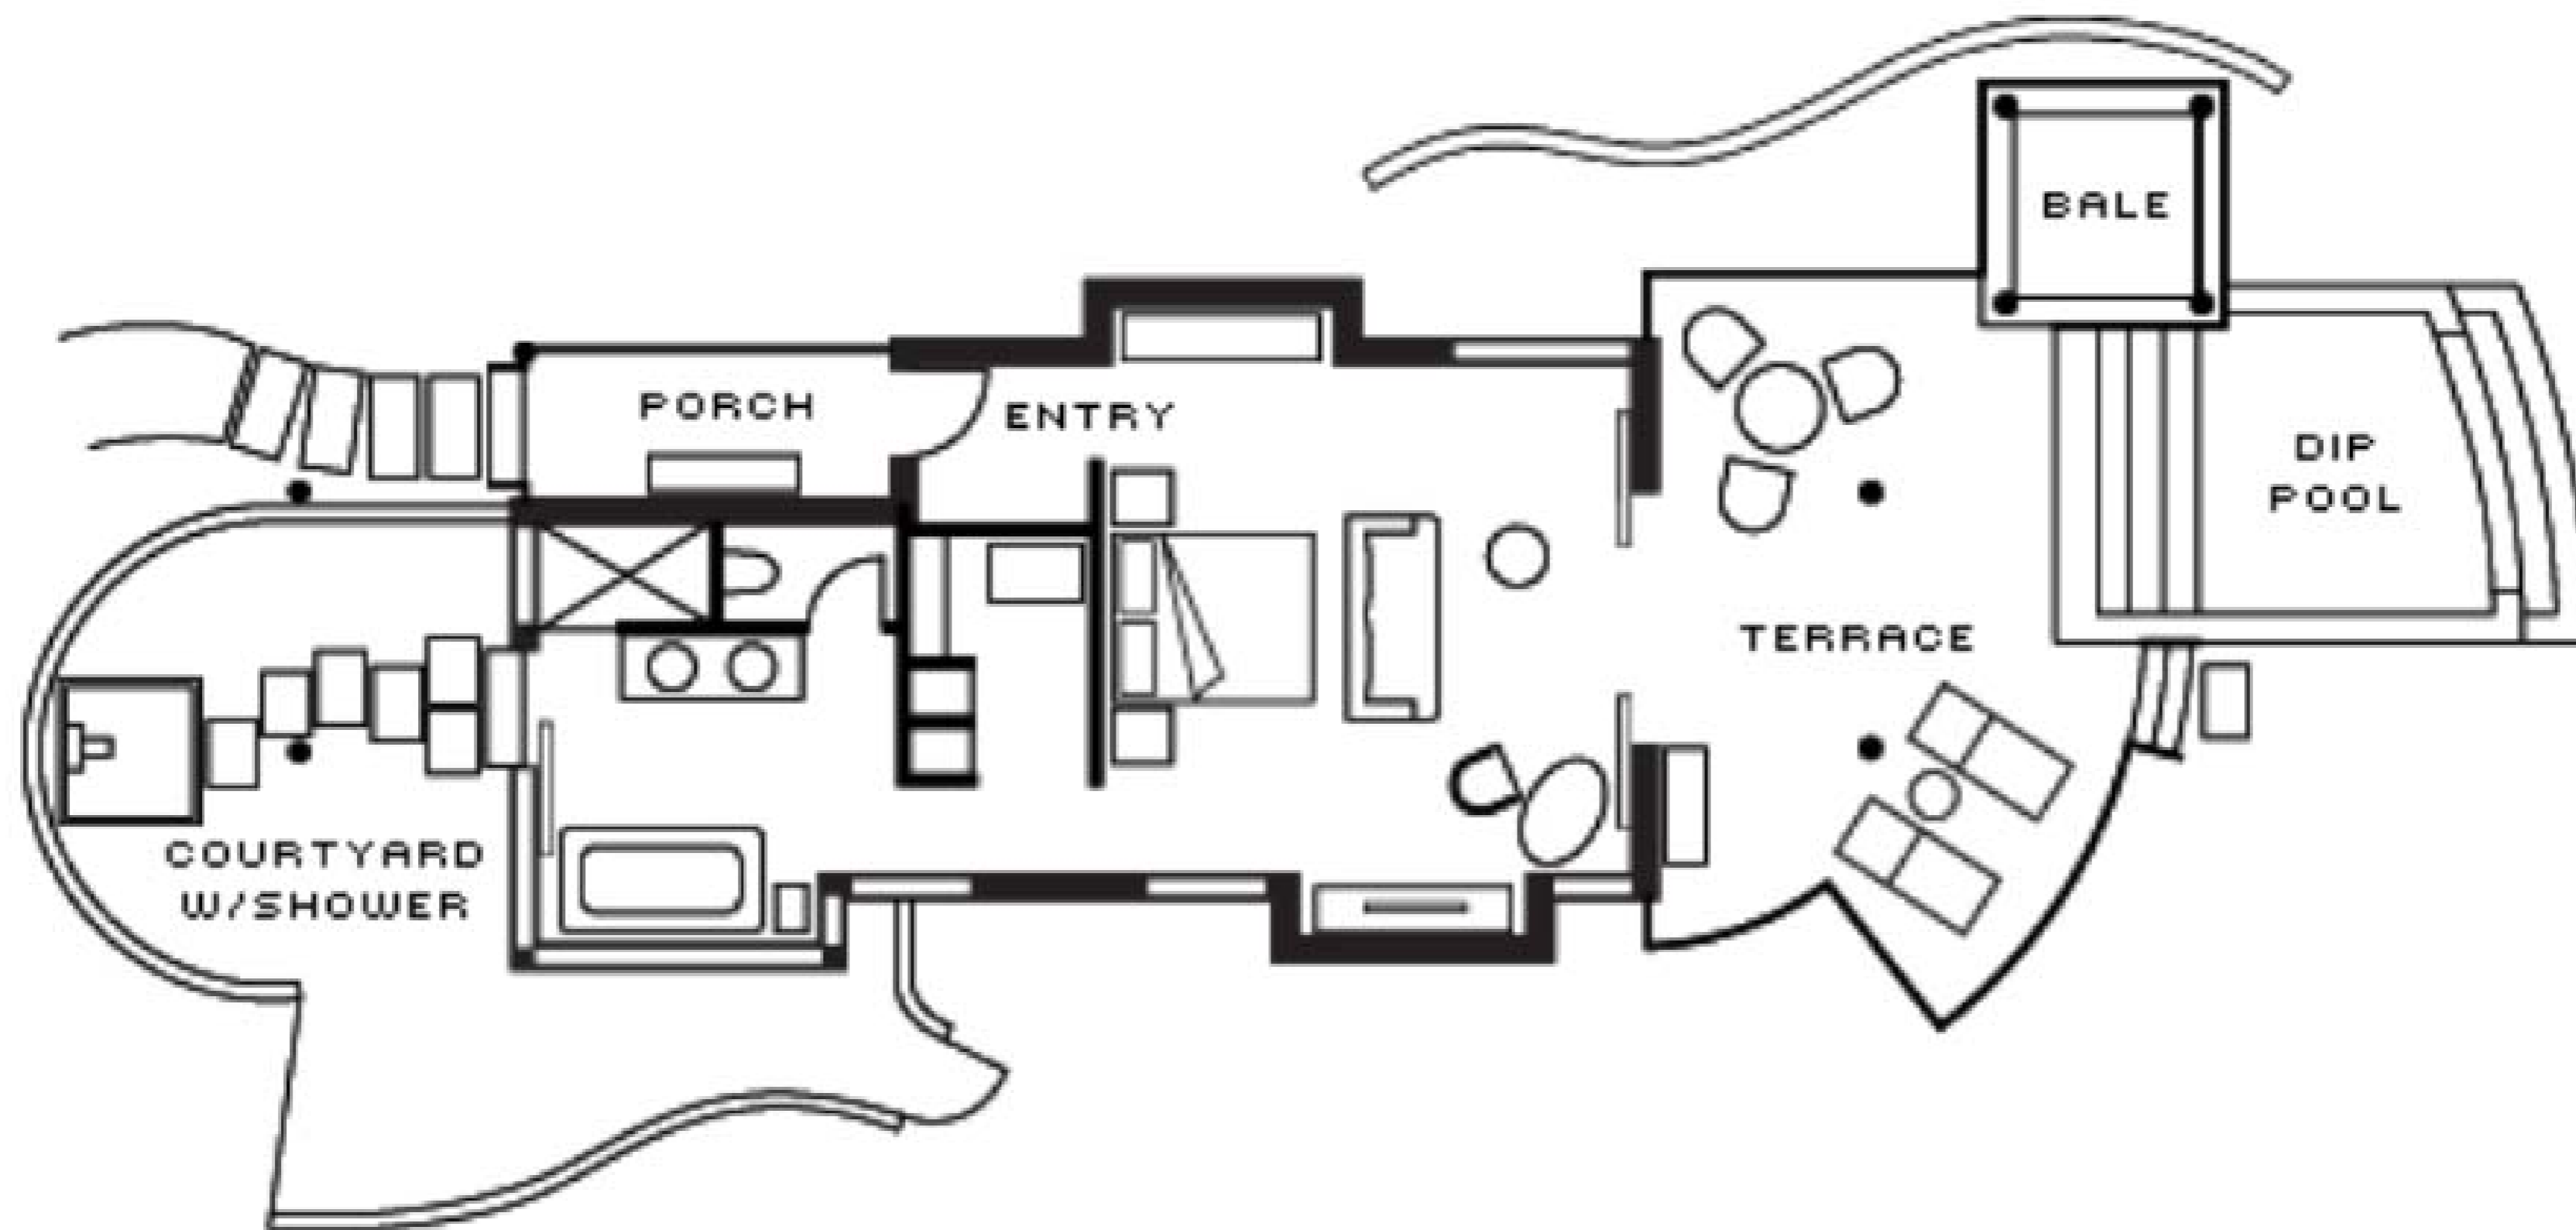 BALE
PORCH
ENTRY
DIP
POOL
TERRACE
COURTYARD
W/SHOWER